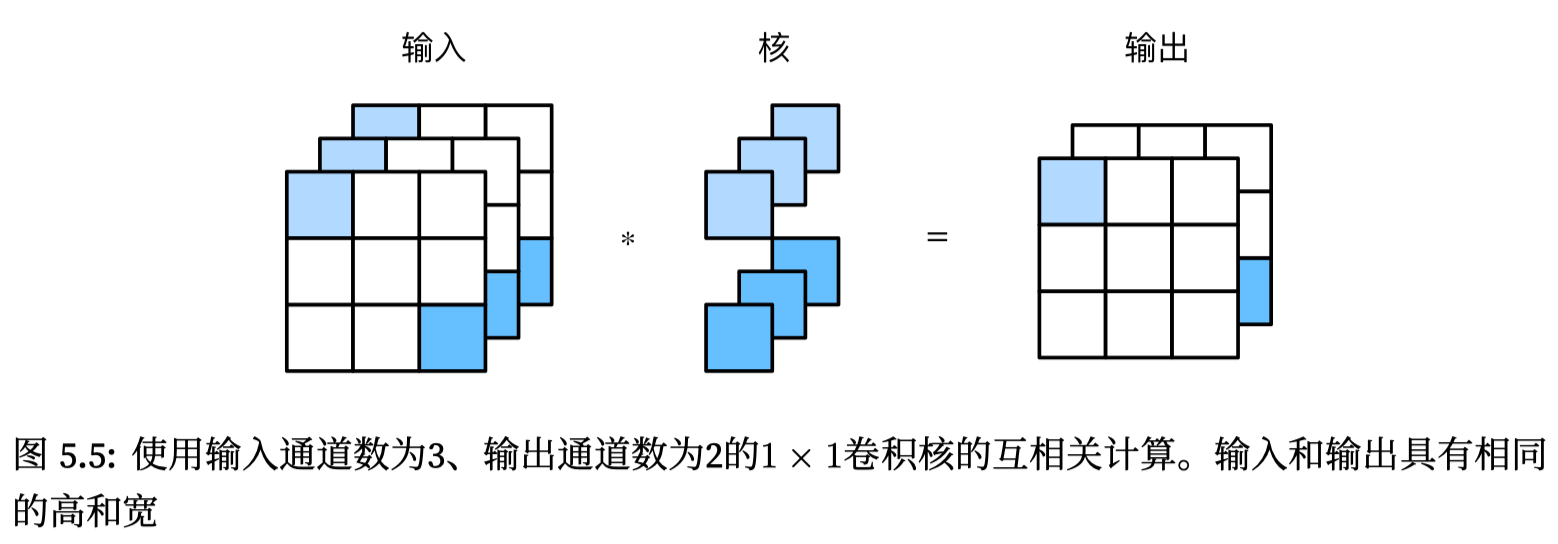 输入 核 输出
* =
图 5.5: 使用输入通道数为3、输出通道数为2的1 × 1卷积核的互相关计算。输入和输出具有相同
的高和宽